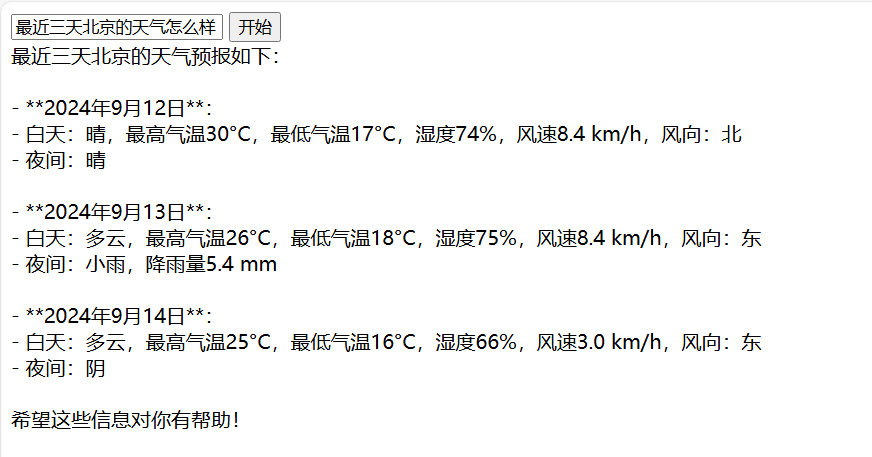 最近三天北京的天气怎么样 开始
最近三天北京的天气预报如下：
- **2024年9月12日**：
- 白天：晴，最高气温30°C，最低气温17°C，湿度74%，风速8.4 km/h，风向：北
- 夜间：晴
- **2024年9月13日**：
- 白天：多云，最高气温26°C，最低气温18°C，湿度75%，风速8.4 km/h，风向：东
- 夜间：小雨，降雨量5.4 mm
- **2024年9月14日**：
- 白天：多云，最高气温25°C，最低气温16°C，湿度66%，风速3.0 km/h，风向：东
- 夜间：阴
希望这些信息对你有帮助！